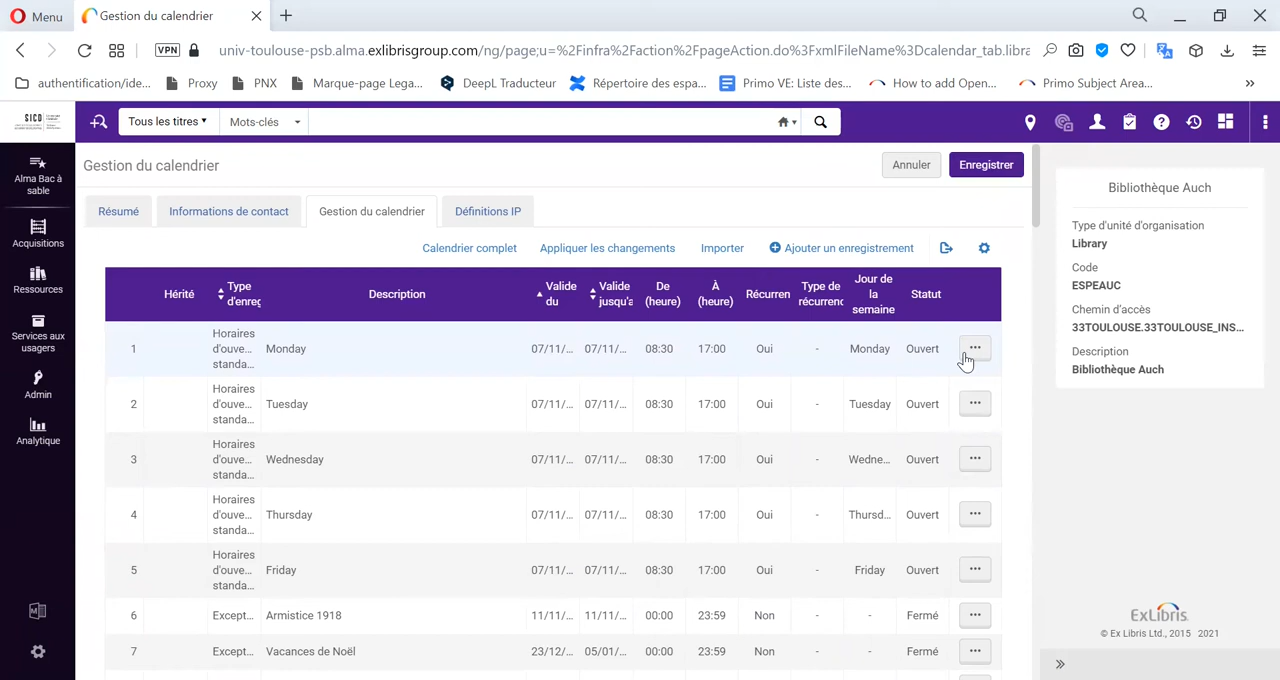 Menu
Gestion du calendrier
VPN
univ-toulouse-psb.alma.exlibrisgroup.com/ng/page;u=%2Finfra%2Faction%2FpageAction.do%3FxmlFileName%3Dcalendar_tab.libra
authentification/ide... Proxy PNX Marque-page Lega... DeepL Traducteur Répertoire des espa... Primo VE: Liste des... How to add Open... Primo Subject Area... »
SICD
Tous les titres Mots-clés
Alma Bac à sable
Acquisitions
Ressources
Services aux usagers
Admin
Analytique
Gestion du calendrier
Annuler Enregistrer
Résumé Informations de contact Gestion du calendrier Définitions IP
Calendrier complet Appliquer les changements Importer Ajouter un enregistrement
Hérité Type d'enreg Description Valide du Valide jusqu'a De (heure) À (heure) Récurren Type de récurrenc Jour de la semaine Statut
1 Horaires d'ouve... standa... Monday 07/11/... 07/11/... 08:30 17:00 Oui - Monday Ouvert ...
2 Horaires d'ouve... standa... Tuesday 07/11/... 07/11/... 08:30 17:00 Oui - Tuesday Ouvert ...
3 Horaires d'ouve... standa... Wednesday 07/11/... 07/11/... 08:30 17:00 Oui - Wedne... Ouvert ...
4 Horaires d'ouve... standa... Thursday 07/11/... 07/11/... 08:30 17:00 Oui - Thursd... Ouvert ...
5 Horaires d'ouve... standa... Friday 07/11/... 07/11/... 08:30 17:00 Oui - Friday Ouvert ...
6 Except... Armistice 1918 11/11/... 11/11/... 00:00 23:59 Non - - Fermé ...
7 Except... Vacances de Noël 23/12/... 05/01/... 00:00 23:59 Non - - Fermé ...
Bibliothèque Auch
Type d'unité d'organisation
Library
Code
ESPEAUC
Chemin d'accès
33TOULOUSE.33TOULOUSE_INS...
Description
Bibliothèque Auch
ExLibris
© Ex Libris Ltd., 2015 2021
»